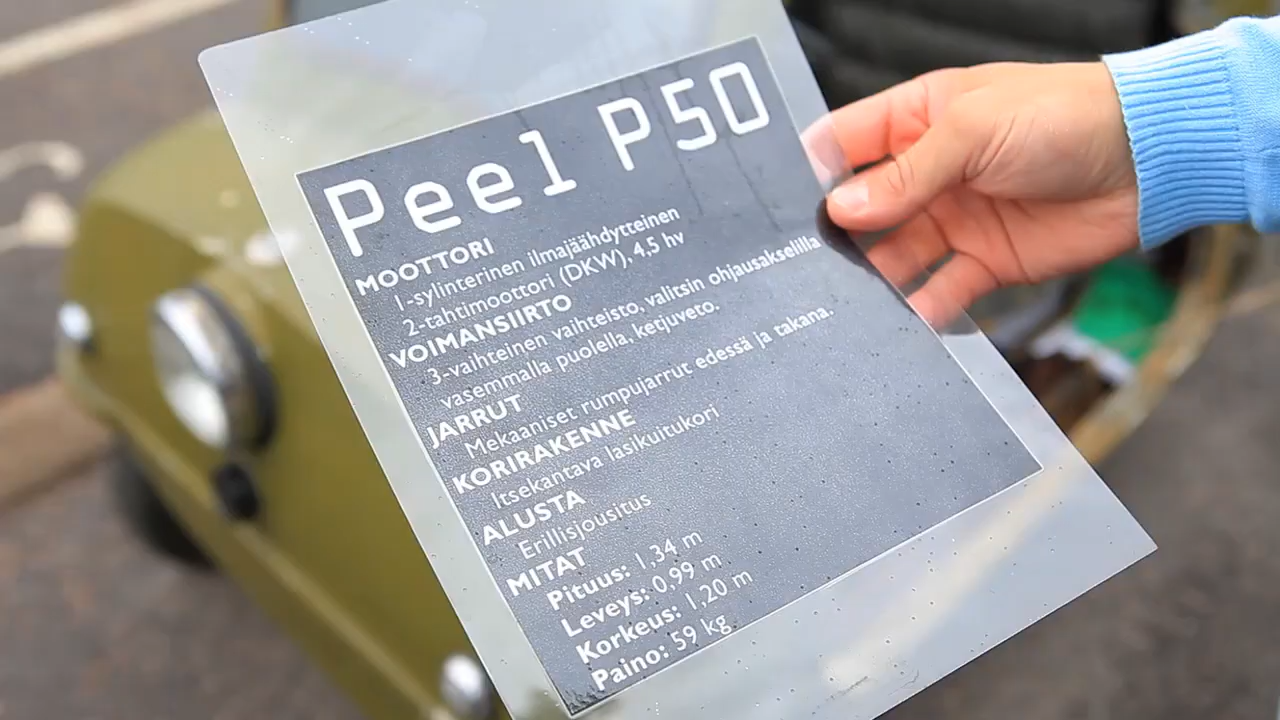 Peel P50
MOOTTORI
1-sylinterinen ilmajäähdytteinen
2-tahtimoottori (DKW), 4,5 hv
VOIMANSIIRTO
3-vaihteinen vaihteisto, valitsin ohjausakselilla
vasemmalla puolella, ketjuveto.
JARRUT
Mekaaniset rumpujarrut edessä ja takana.
KORIRAKENNE
Itsekantava lasikuitukori
ALUSTA
Erillisjousitus
MITAT
Pituus: 1,34 m
Leveys: 0,99 m
Korkeus: 1,20 m
Paino: 59 kg